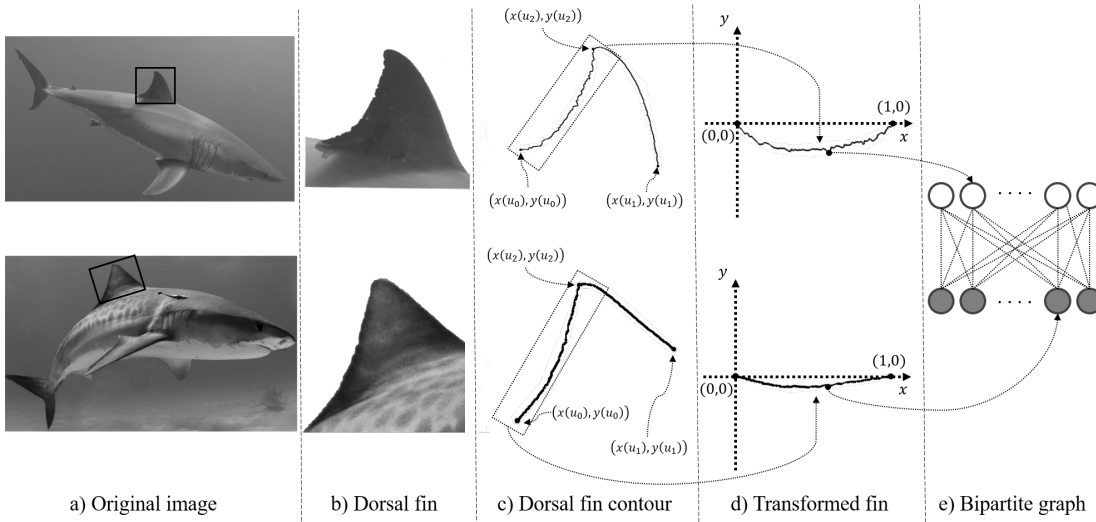 (x(u₂), y(u₂))
(x(u₀), y(u₀))
(x(u₁), y(u₁))
y
(1,0)
(0,0)
x
. . . .
(x(u₂), y(u₂))
(x(u₀), y(u₀))
(x(u₁), y(u₁))
y
(1,0)
(0,0)
x
. . . .
a) Original image
b) Dorsal fin
c) Dorsal fin contour
d) Transformed fin
e) Bipartite graph